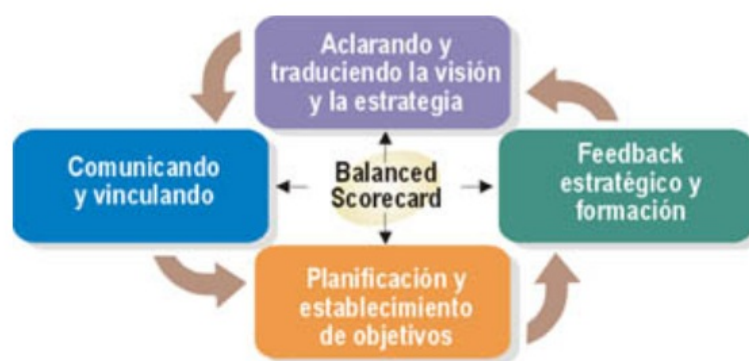 Aclarando y
traduciendo la visión
y la estrategia
Comunicando
y vinculando
Balanced
Scorecard
Feedback
estratégico y
formación
Planificación y
establecimiento
de objetivos